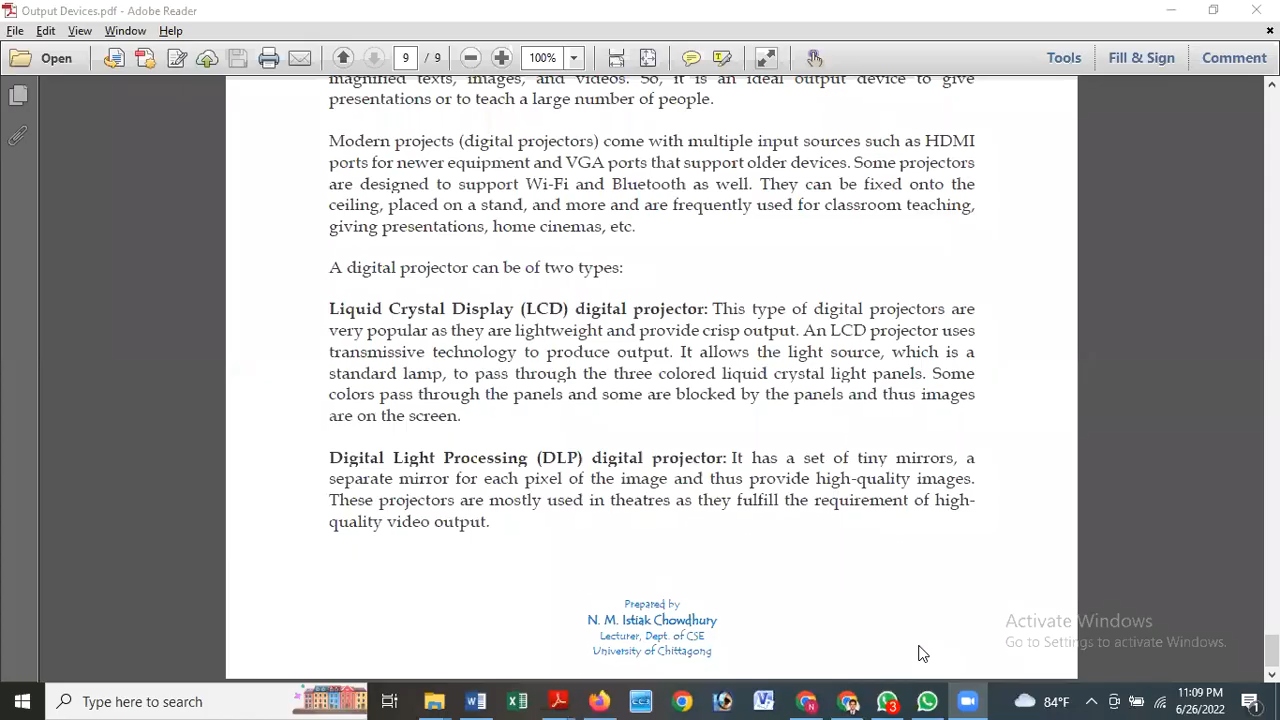 Output Devices.pdf - Adobe Reader
File Edit View Window Help
Open 9 / 9 100% Tools Fill & Sign Comment
magnified texts, images, and videos. So, it is an ideal output device to give
presentations or to teach a large number of people.
Modern projects (digital projectors) come with multiple input sources such as HDMI
ports for newer equipment and VGA ports that support older devices. Some projectors
are designed to support Wi-Fi and Bluetooth as well. They can be fixed onto the
ceiling, placed on a stand, and more and are frequently used for classroom teaching,
giving presentations, home cinemas, etc.
A digital projector can be of two types:
Liquid Crystal Display (LCD) digital projector: This type of digital projectors are
very popular as they are lightweight and provide crisp output. An LCD projector uses
transmissive technology to produce output. It allows the light source, which is a
standard lamp, to pass through the three colored liquid crystal light panels. Some
colors pass through the panels and some are blocked by the panels and thus images
are on the screen.
Digital Light Processing (DLP) digital projector: It has a set of tiny mirrors, a
separate mirror for each pixel of the image and thus provide high-quality images.
These projectors are mostly used in theatres as they fulfill the requirement of high-
quality video output.
Prepared by
N. M. Istiak Chowdhury
Lecturer, Dept. of CSE
University of Chittagong
Activate Windows
Go to Settings to activate Windows.
Type here to search
84°F
11:09 PM
6/26/2022